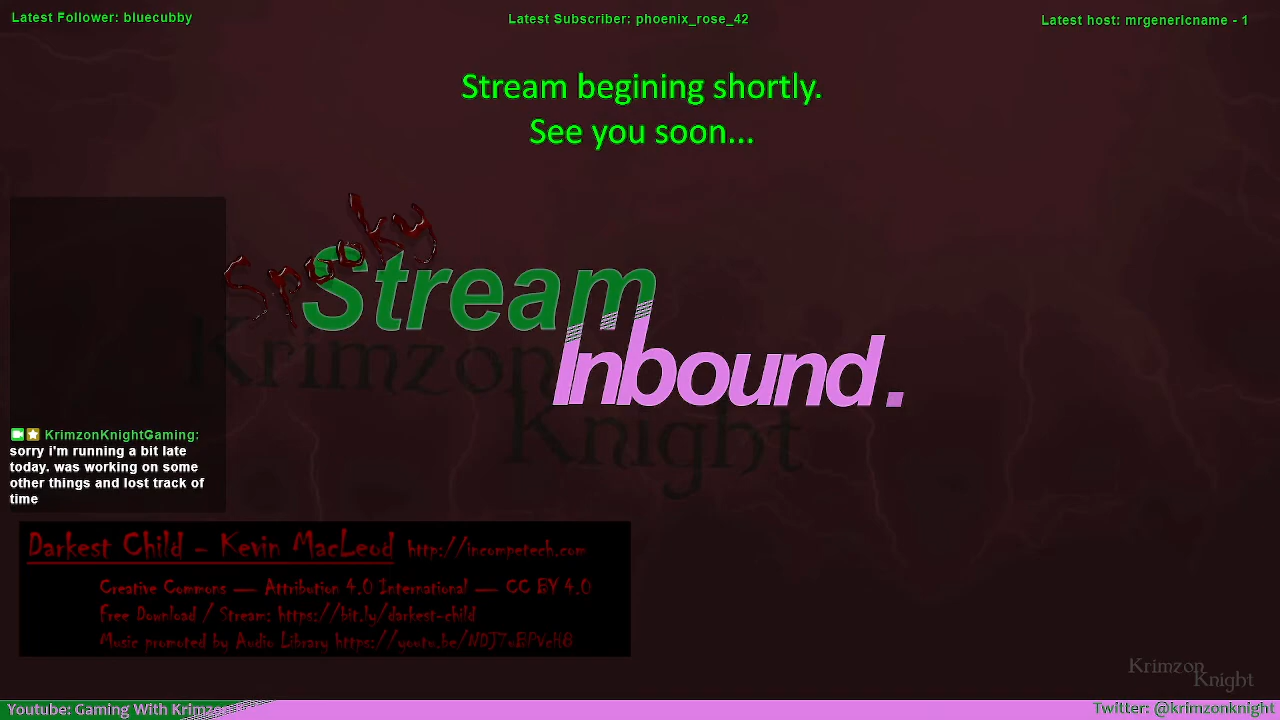 Latest Follower: bluecubby
Latest Subscriber: phoenix_rose_42
Latest host: mrgenericname - 1
Stream begining shortly.
See you soon...
Spooky
Stream
Inbound.
Krimzon
Knight
KrimzonKnightGaming:
sorry i'm running a bit late
today. was working on some
other things and lost track of
time
Darkest Child - Kevin MacLeod http://incompetech.com
Creative Commons — Attribution 4.0 International — CC BY 4.0
Free Download / Stream: https://bit.ly/darkest-child
Music promoted by Audio Library
Krimzon
Knight
Youtube: Gaming With Krimzon
Twitter: @krimzonknight